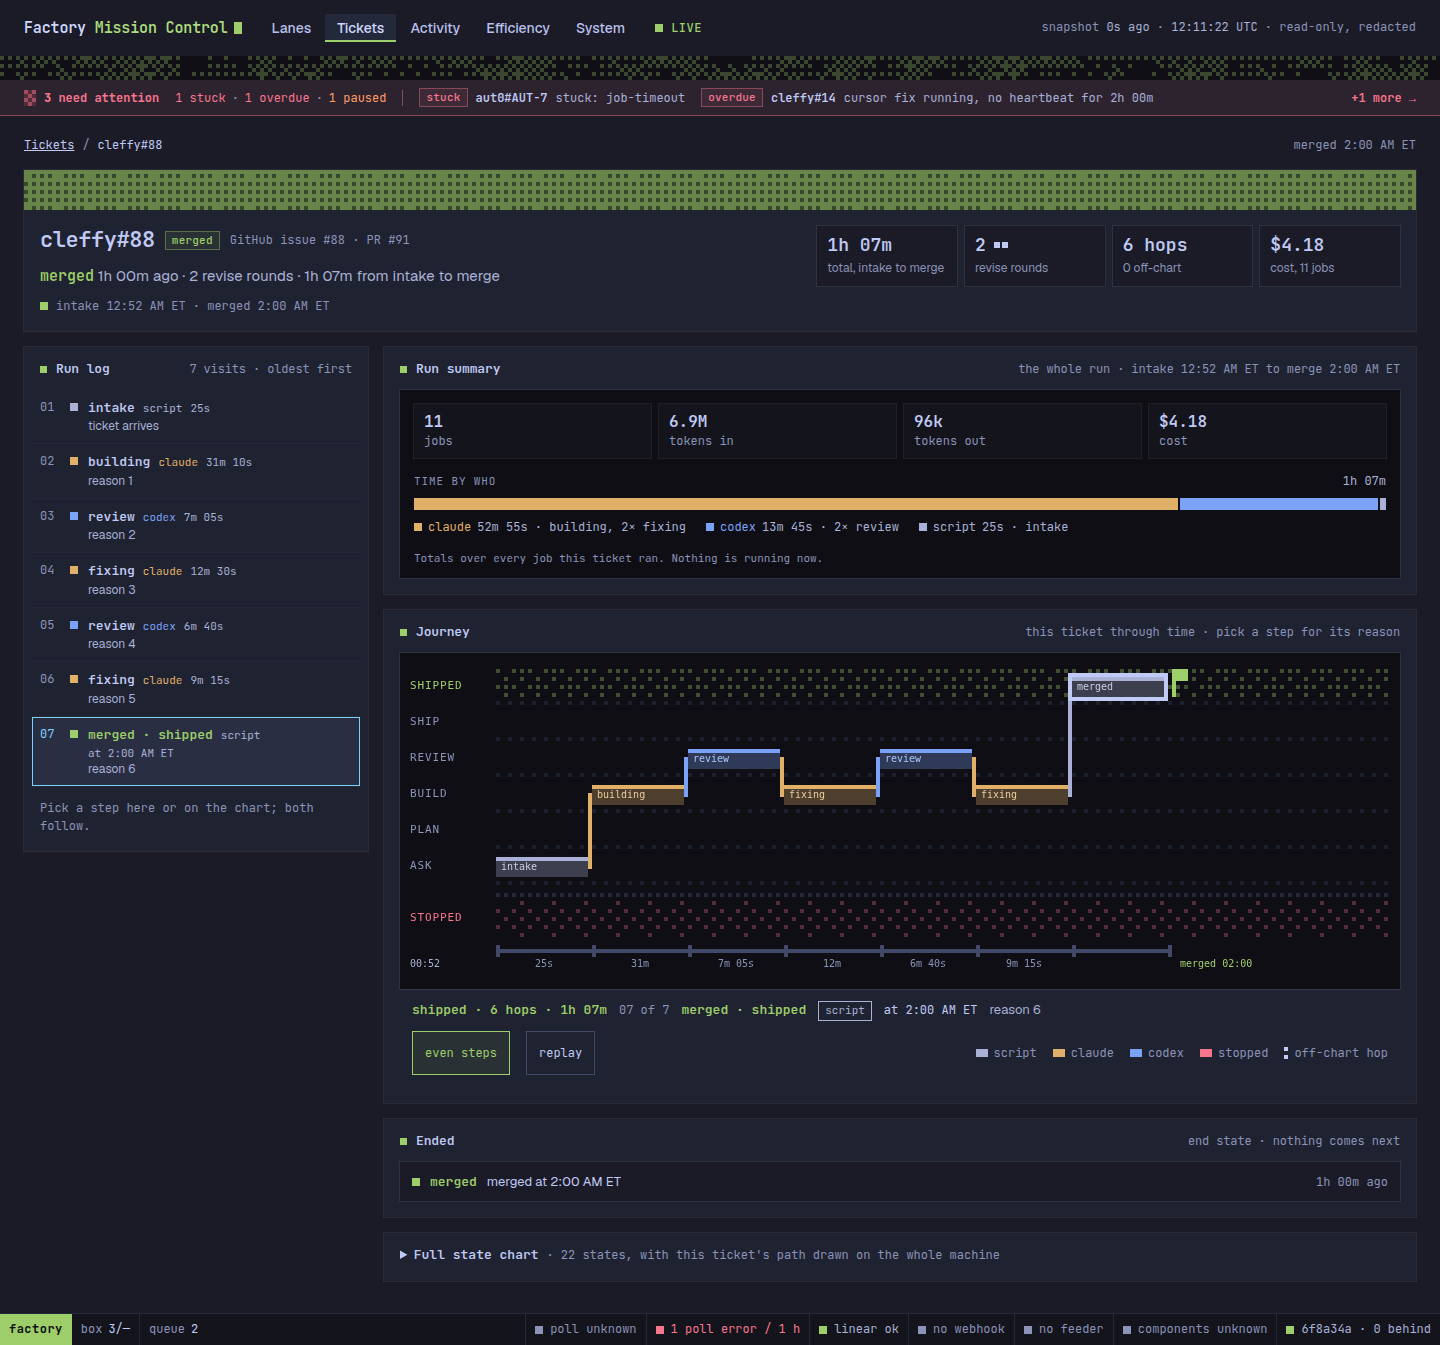 Factory Mission Control
Lanes Tickets Activity Efficiency System LIVE
snapshot 0s ago · 12:11:22 UTC · read-only, redacted
3 need attention 1 stuck · 1 overdue · 1 paused stuck aut0#AUT-7 stuck: job-timeout overdue cleffy#14 cursor fix running, no heartbeat for 2h 00m +1 more →
Tickets / cleffy#88 merged 2:00 AM ET
cleffy#88 merged GitHub issue #88 · PR #91
merged 1h 00m ago · 2 revise rounds · 1h 07m from intake to merge
intake 12:52 AM ET · merged 2:00 AM ET
1h 07m
total, intake to merge
2
revise rounds
6 hops
0 off-chart
$4.18
cost, 11 jobs
Run log 7 visits · oldest first
01 intake script 25s
ticket arrives
02 building claude 31m 10s
reason 1
03 review codex 7m 05s
reason 2
04 fixing claude 12m 30s
reason 3
05 review codex 6m 40s
reason 4
06 fixing claude 9m 15s
reason 5
07 merged · shipped script
at 2:00 AM ET
reason 6
Pick a step here or on the chart; both
follow.
Run summary the whole run · intake 12:52 AM ET to merge 2:00 AM ET
11
jobs
6.9M
tokens in
96k
tokens out
$4.18
cost
TIME BY WHO 1h 07m
claude 52m 55s · building, 2× fixing codex 13m 45s · 2× review script 25s · intake
Totals over every job this ticket ran. Nothing is running now.
Journey this ticket through time · pick a step for its reason
SHIPPED merged
SHIP
REVIEW review review
BUILD building fixing fixing
PLAN
ASK intake
STOPPED
00:52 25s 31m 7m 05s 12m 6m 40s 9m 15s merged 02:00
shipped · 6 hops · 1h 07m 07 of 7 merged · shipped script at 2:00 AM ET reason 6
even steps replay script claude codex stopped off-chart hop
Ended end state · nothing comes next
merged merged at 2:00 AM ET 1h 00m ago
Full state chart · 22 states, with this ticket's path drawn on the whole machine
factory box 3/— queue 2 poll unknown 1 poll error / 1 h linear ok no webhook no feeder components unknown 6f8a34a · 0 behind